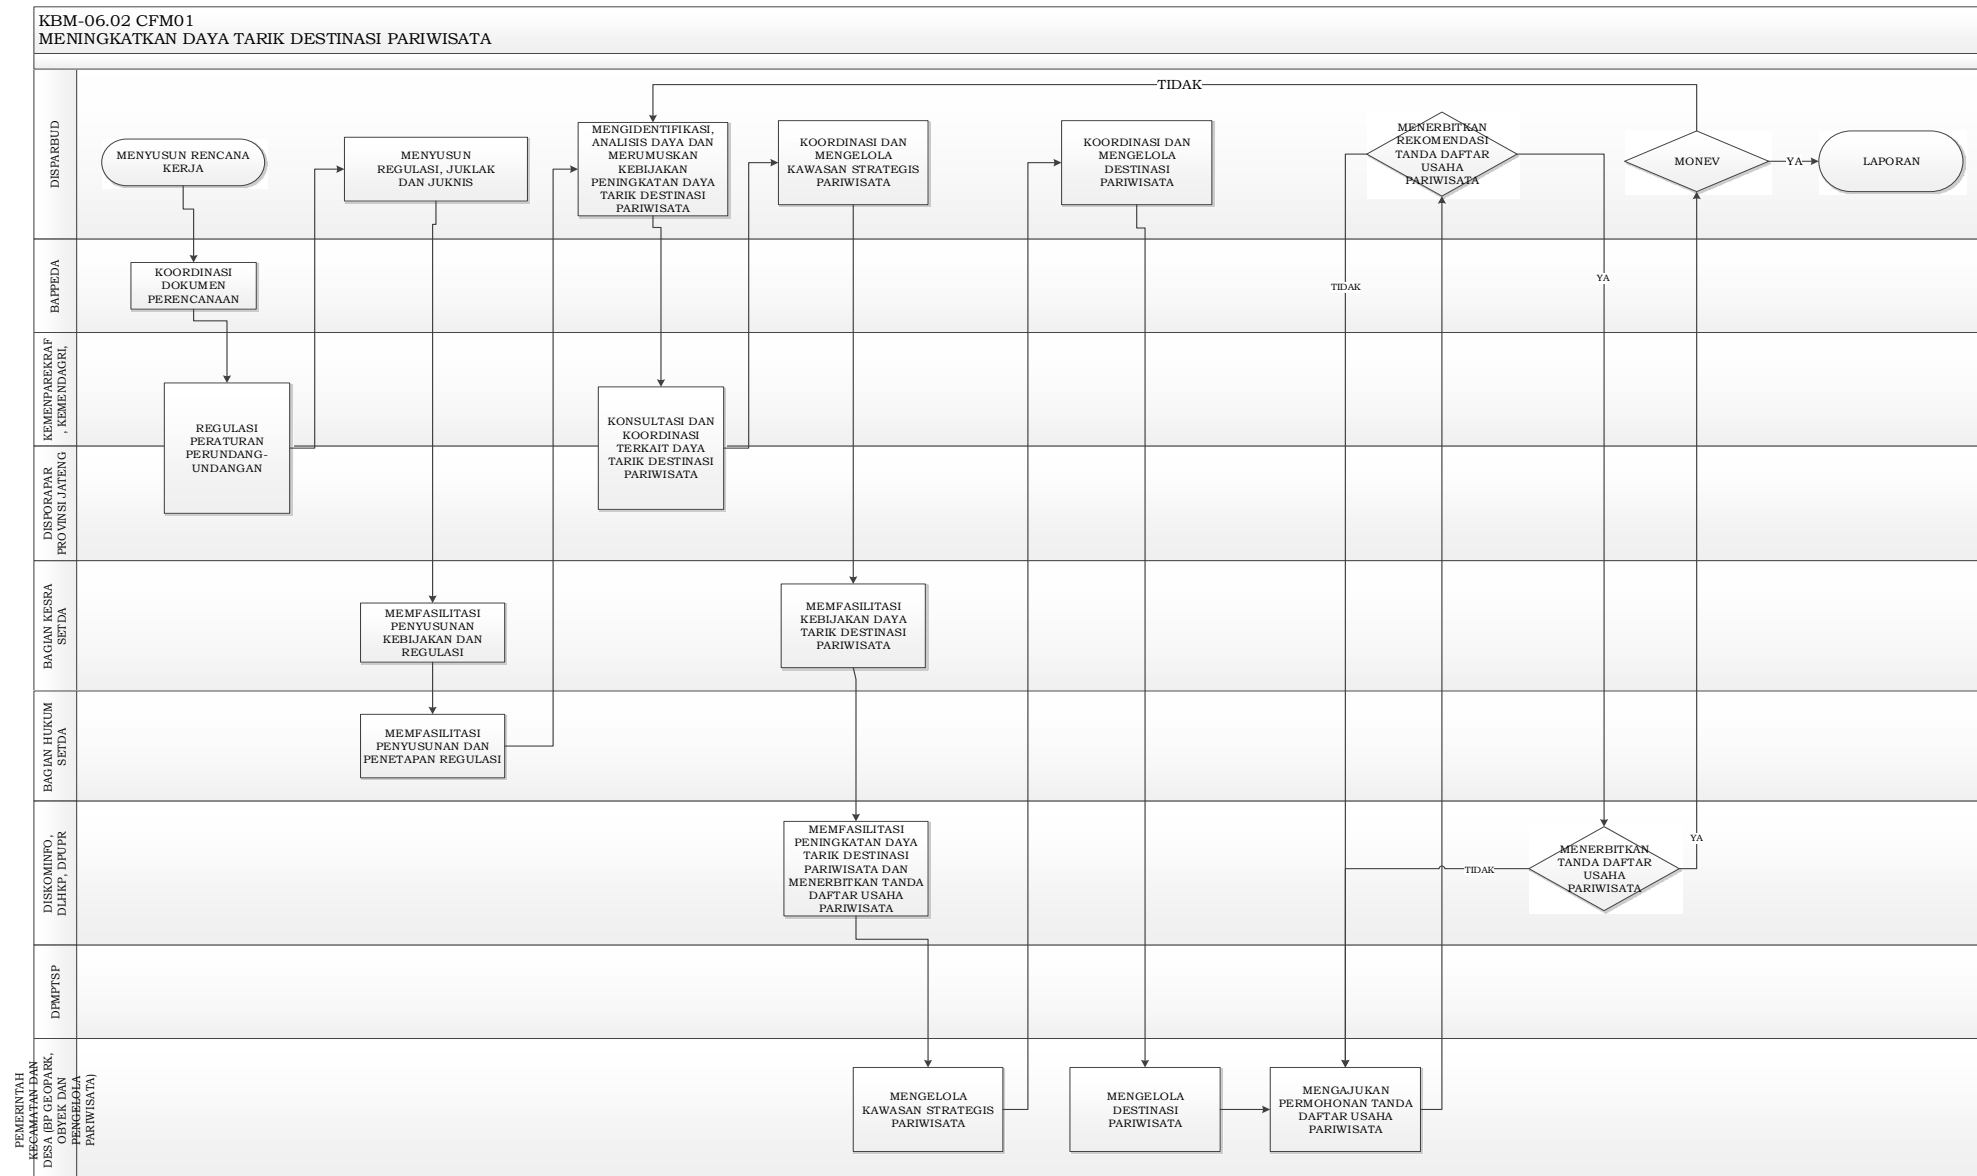 KBM-06.02 CFM01
MENINGKATKAN DAYA TARIK DESTINASI PARIWISATA
DISPARBUD
MENYUSUN RENCANA
KERJA
MENYUSUN
REGULASI, JUKLAK
DAN JUKNIS
MENGIDENTIFIKASI,
ANALISIS DAYA DAN
MERUMUSKAN
KEBIJAKAN
PENINGKATAN DAYA
TARIK DESTINASI
PARIWISATA
KOORDINASI DAN
MENGELOLA
KAWASAN STRATEGIS
PARIWISATA
KOORDINASI DAN
MENGELOLA
DESTINASI
PARIWISATA
TIDAK
MENERBITKAN
REKOMENDASI
TANDA DAFTAR
USAHA
PARIWISATA
MONEV
YA
LAPORAN
BAPPEDA
KOORDINASI
DOKUMEN
PERENCANAAN
TIDAK
YA
KEMENPAREKRAF
, KEMENDAGRI,
REGULASI
PERATURAN
PERUNDANG-
UNDANGAN
KONSULTASI DAN
KOORDINASI
TERKAIT DAYA
TARIK DESTINASI
PARIWISATA
DISPORAPAR
PROVINSI JATENG
BAGIAN KESRA
SETDA
MEMFASILITASI
PENYUSUNAN
KEBIJAKAN DAN
REGULASI
MEMFASILITASI
KEBIJAKAN DAYA
TARIK DESTINASI
PARIWISATA
BAGIAN HUKUM
SETDA
MEMFASILITASI
PENYUSUNAN DAN
PENETAPAN REGULASI
DISKOMINFO,
DLHKP, DPUPR
MEMFASILITASI
PENINGKATAN DAYA
TARIK DESTINASI
PARIWISATA DAN
MENERBITKAN TANDA
DAFTAR USAHA
PARIWISATA
TIDAK
MENERBITKAN
TANDA DAFTAR
USAHA
PARIWISATA
YA
DPMPTSP
PEMERINTAH
KECAMATAN DAN
DESA (BP GEOPARK,
OBYEK DAN
PENGELOLA
PARIWISATA)
MENGELOLA
KAWASAN STRATEGIS
PARIWISATA
MENGELOLA
DESTINASI
PARIWISATA
MENGAJUKAN
PERMOHONAN TANDA
DAFTAR USAHA
PARIWISATA